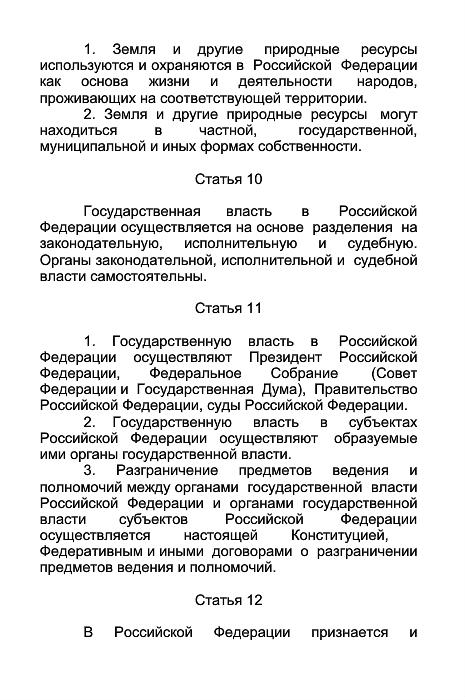 1. Земля и другие природные ресурсы
используются и охраняются в Российской Федерации
как основа жизни и деятельности народов,
проживающих на соответствующей территории.
2. Земля и другие природные ресурсы могут
находиться в частной, государственной,
муниципальной и иных формах собственности.
Статья 10
Государственная власть в Российской
Федерации осуществляется на основе разделения на
законодательную, исполнительную и судебную.
Органы законодательной, исполнительной и судебной
власти самостоятельны.
Статья 11
1. Государственную власть в Российской
Федерации осуществляют Президент Российской
Федерации, Федеральное Собрание (Совет
Федерации и Государственная Дума), Правительство
Российской Федерации, суды Российской Федерации.
2. Государственную власть в субъектах
Российской Федерации осуществляют образуемые
ими органы государственной власти.
3. Разграничение предметов ведения и
полномочий между органами государственной власти
Российской Федерации и органами государственной
власти субъектов Российской Федерации
осуществляется настоящей Конституцией,
Федеративным и иными договорами о разграничении
предметов ведения и полномочий.
Статья 12
В Российской Федерации признается и